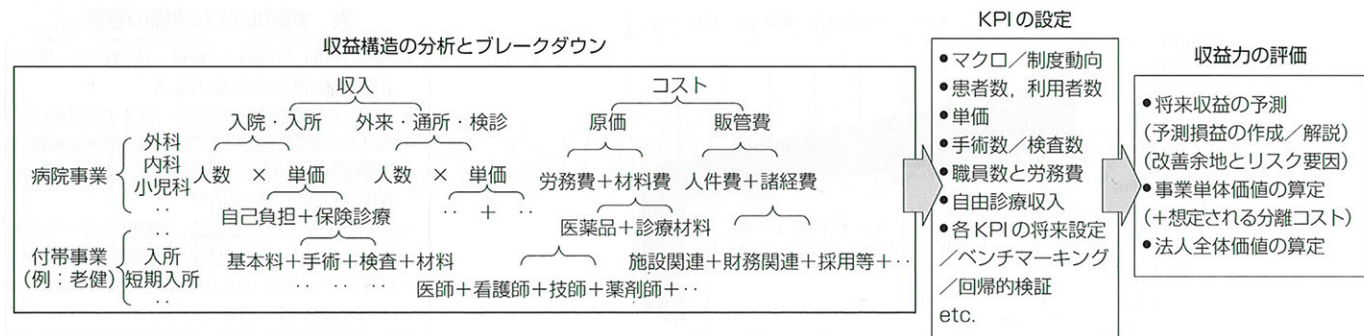 収益構造の分析とブレークダウン
収入
コスト
入院・入所 外来・通所・検診 原価 販管費
病院事業
外科
内科
小児科
‥
人数 × 単価 人数 × 単価 労務費+材料費 人件費+諸経費
自己負担+保険診療 ‥ + ‥ 医薬品+診療材料
付帯事業
(例:老健)
入所
短期入所
‥
基本料+手術+検査+材料 施設関連+財務関連+採用等+‥
‥ ‥ ‥ ‥
医師+看護師+技師+薬剤師+‥
KPIの設定
●マクロ/制度動向
●患者数,利用者数
●単価
●手術数/検査数
●職員数と労務費
●自由診療収入
●各KPIの将来設定
/ベンチマーキング
/回帰的検証
etc.
収益力の評価
●将来収益の予測
(予測損益の作成/解説)
(改善余地とリスク要因)
●事業単体価値の算定
(+想定される分離コスト)
●法人全体価値の算定